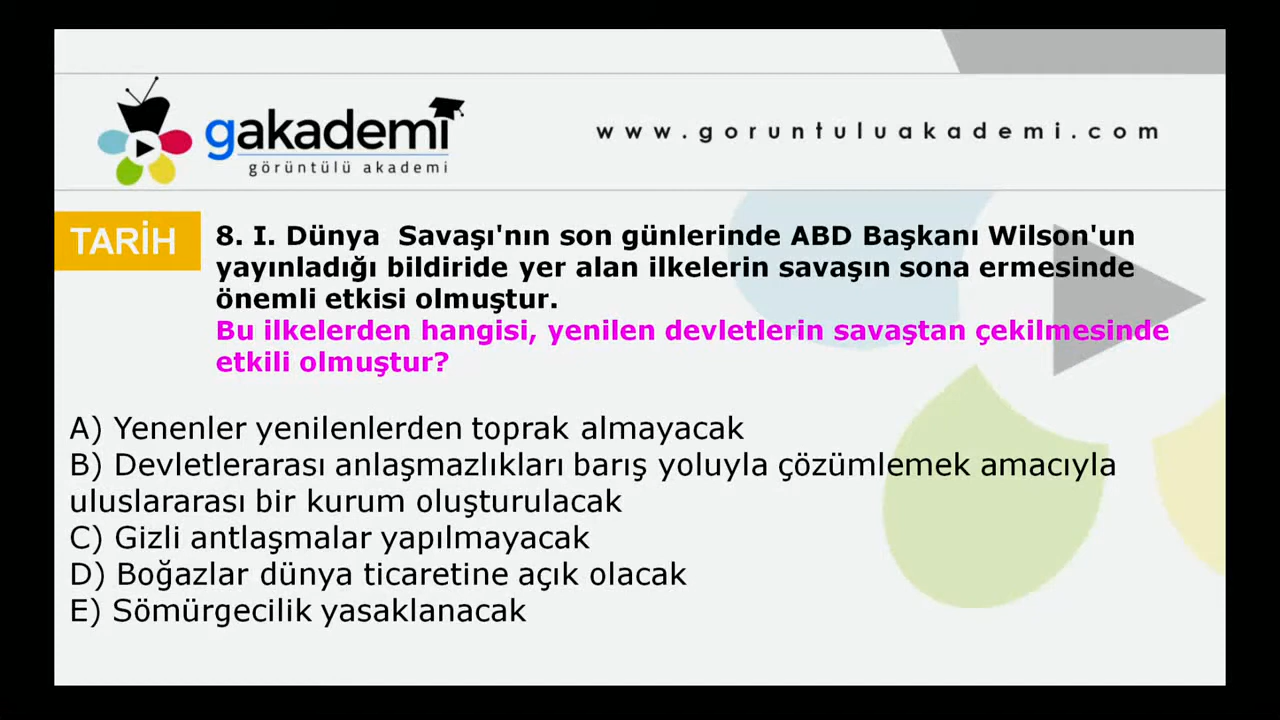 gakademi
görüntülü akademi
www.goruntuluakademi.com
TARİH
8. I. Dünya Savaşı'nın son günlerinde ABD Başkanı Wilson'un
yayınladığı bildiride yer alan ilkelerin savaşın sona ermesinde
önemli etkisi olmuştur.
Bu ilkelerden hangisi, yenilen devletlerin savaştan çekilmesinde
etkili olmuştur?
A) Yenenler yenilenlerden toprak almayacak
B) Devletlerarası anlaşmazlıkları barış yoluyla çözümlemek amacıyla
uluslararası bir kurum oluşturulacak
C) Gizli antlaşmalar yapılmayacak
D) Boğazlar dünya ticaretine açık olacak
E) Sömürgecilik yasaklanacak